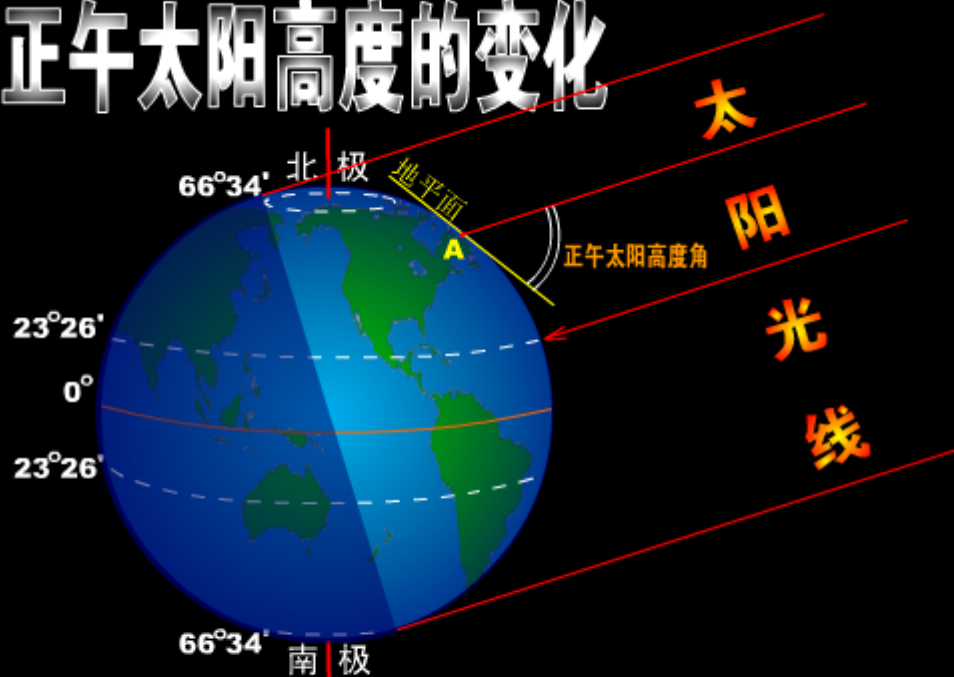 正午太阳高度的变化
北极
66°34'
地平面
A
正午太阳高度角
太
阳
光
线
23°26'
0°
23°26'
66°34'
南极